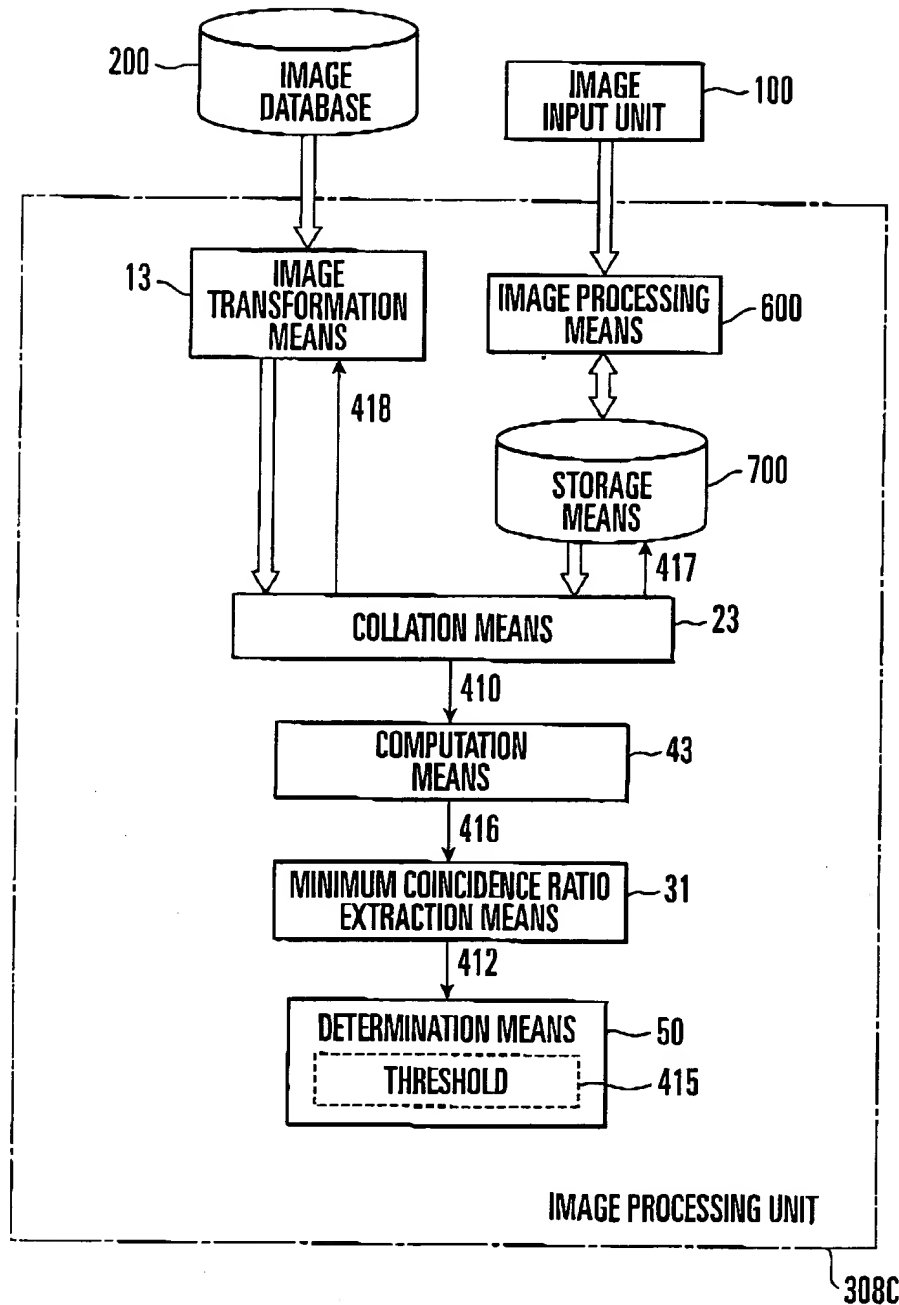 200
IMAGE
DATABASE
IMAGE
INPUT UNIT
100
13
IMAGE
TRANSFORMATION
MEANS
IMAGE PROCESSING
MEANS
600
418
STORAGE
MEANS
700
417
COLLATION MEANS
23
410
COMPUTATION
MEANS
43
416
MINIMUM COINCIDENCE RATIO
EXTRACTION MEANS
31
412
DETERMINATION MEANS
50
THRESHOLD
415
IMAGE PROCESSING UNIT
308C